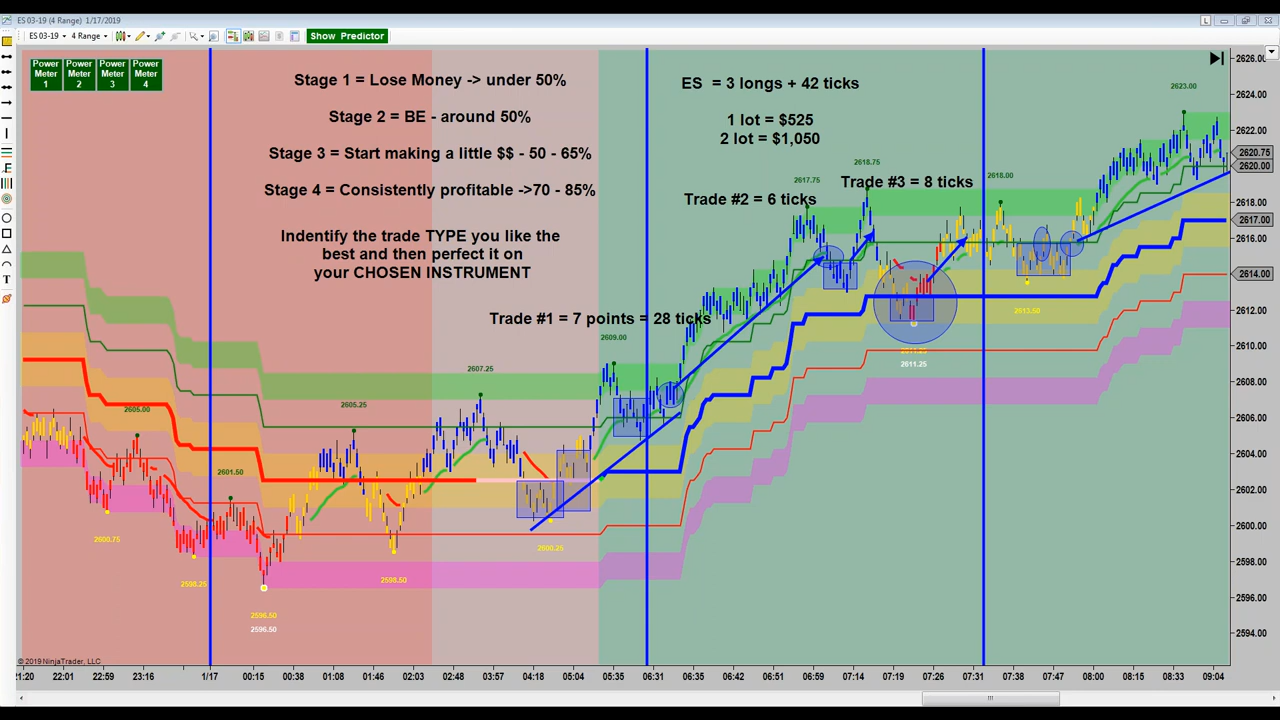 ES 03-19 (4 Range) 1/17/2019
L
ES 03-19 4 Range Show Predictor
Power Meter 1
Power Meter 2
Power Meter 3
Power Meter 4
Stage 1 = Lose Money -> under 50%
Stage 2 = BE - around 50%
Stage 3 = Start making a little $$ - 50 - 65%
Stage 4 = Consistently profitable ->70 - 85%
Indentify the trade TYPE you like the
best and then perfect it on
your CHOSEN INSTRUMENT
ES = 3 longs + 42 ticks
1 lot = $525
2 lot = $1,050
Trade #2 = 6 ticks
Trade #3 = 8 ticks
Trade #1 = 7 points = 28 ticks
2623.00
2618.75
2617.75
2618.00
2609.00
2607.25
2605.25
2605.00
2601.50
2613.50
2611.25
2600.75
2598.25
2598.50
2600.25
2596.50
2596.50
2626.00
2624.00
2622.00
2620.75
2620.00
2618.00
2617.00
2616.00
2614.00
2612.00
2610.00
2608.00
2606.00
2604.00
2602.00
2600.00
2598.00
2596.00
2594.00
© 2019 NinjaTrader, LLC
21:20 22:01 22:59 23:16 1/17 00:15 01:08 01:46 02:03 03:57 04:18 05:04 05:35 06:31 06:35 06:42 06:51 06:59 07:14 07:19 07:26 07:30 07:38 07:47 08:00 08:15 08:33 09:04